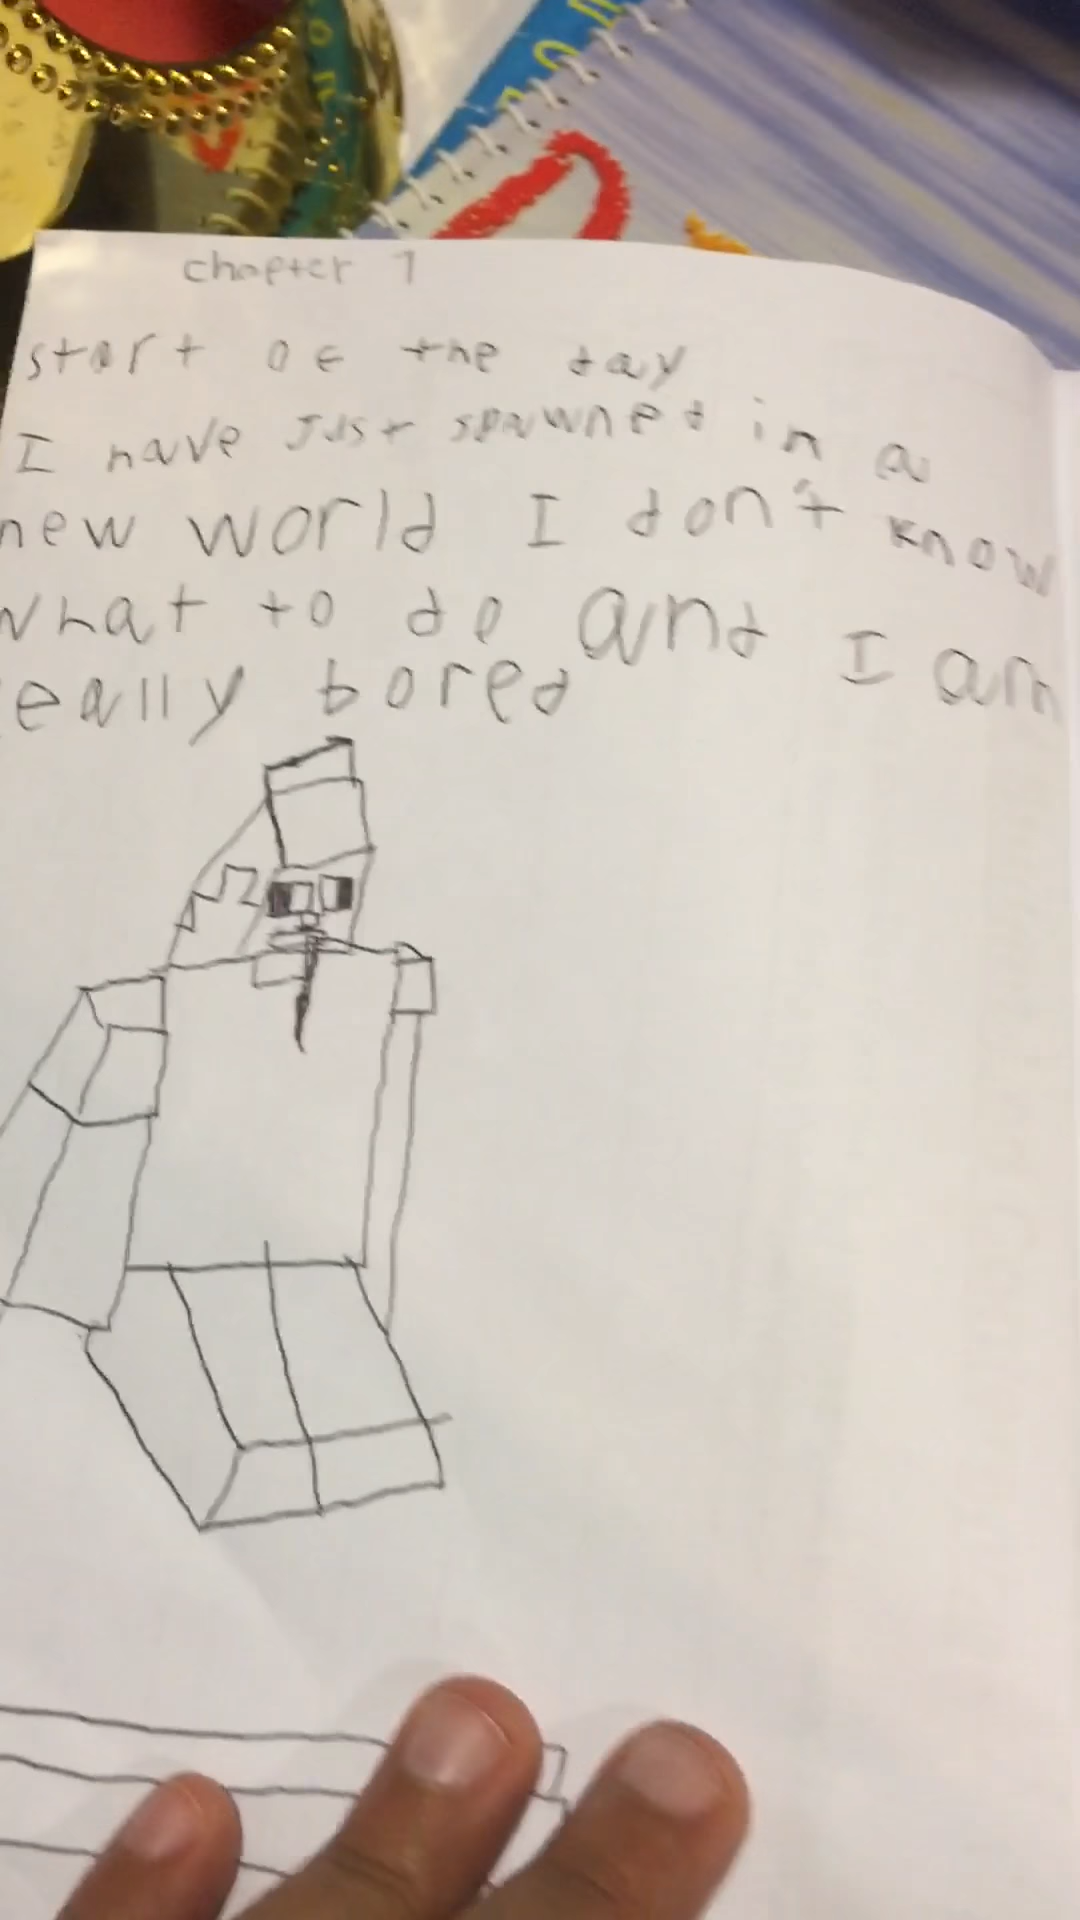 chapter 1
start of the day
I have Just spawned in a
new world I don't know
what to do and I am
eally bored